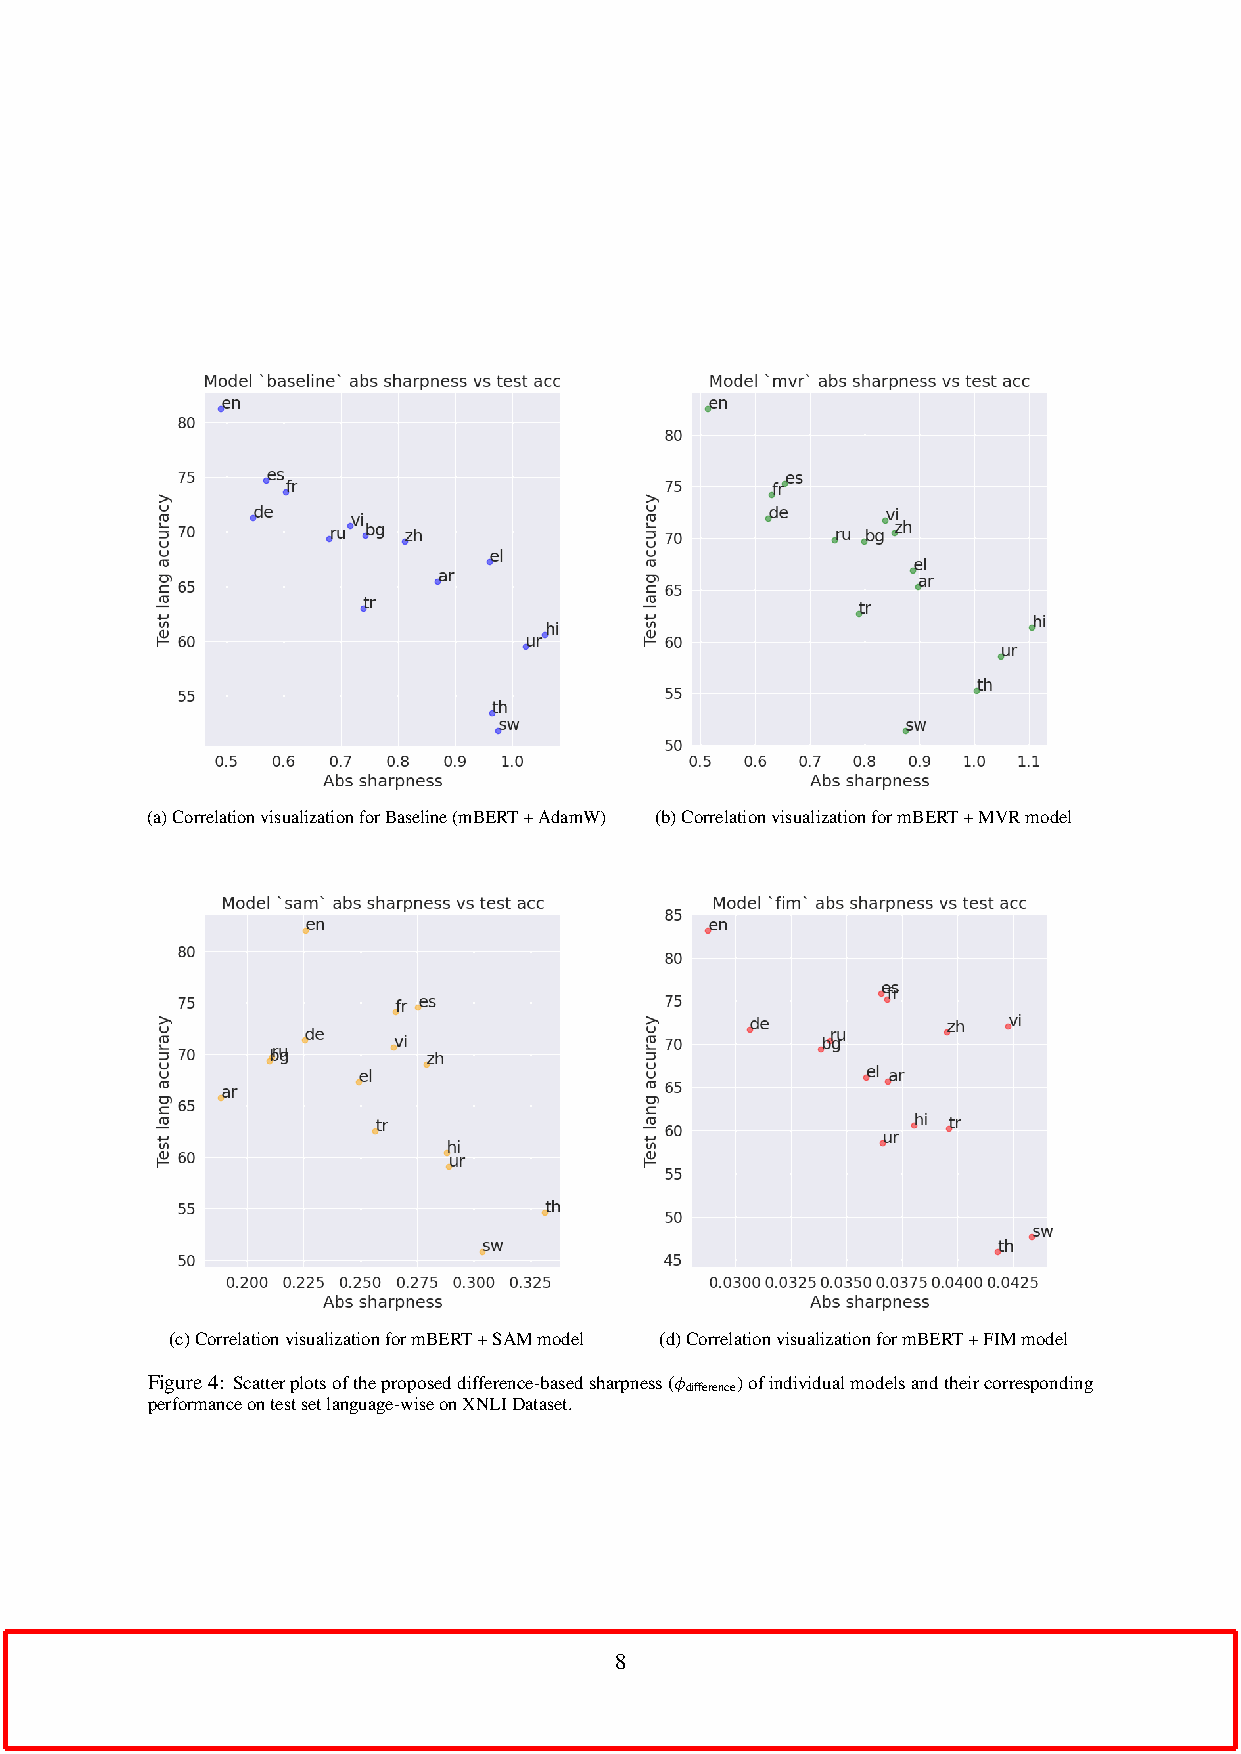 Model `baseline` abs sharpness vs test acc
en
80
75
es
fr
de
vi
70
ru
bg
zh
el
ar
65
tr
hi
60
ur
55
th
sw
Test lang accuracy
0.5 0.6 0.7 0.8 0.9 1.0
Abs sharpness
(a) Correlation visualization for Baseline (mBERT + AdamW)
Model `mvr` abs sharpness vs test acc
en
80
75
es
fr
de
vi
zh
70
ru
bg
el
ar
65
tr
hi
60
ur
th
55
sw
50
Test lang accuracy
0.5 0.6 0.7 0.8 0.9 1.0 1.1
Abs sharpness
(b) Correlation visualization for mBERT + MVR model
Model `sam` abs sharpness vs test acc
en
80
75
fr
es
de
vi
70
bg
zh
el
ar
65
tr
hi
60
ur
55
th
sw
50
Test lang accuracy
0.200 0.225 0.250 0.275 0.300 0.325
Abs sharpness
(c) Correlation visualization for mBERT + SAM model
Model `fim` abs sharpness vs test acc
85
en
80
75
es
fr
de
zh
vi
70
ru
bg
el
ar
65
hi
tr
60
ur
55
50
sw
th
45
Test lang accuracy
0.0300 0.0325 0.0350 0.0375 0.0400 0.0425
Abs sharpness
(d) Correlation visualization for mBERT + FIM model
Figure 4: Scatter plots of the proposed difference-based sharpness (ϕdifference) of individual models and their corresponding
performance on test set language-wise on XNLI Dataset.
8